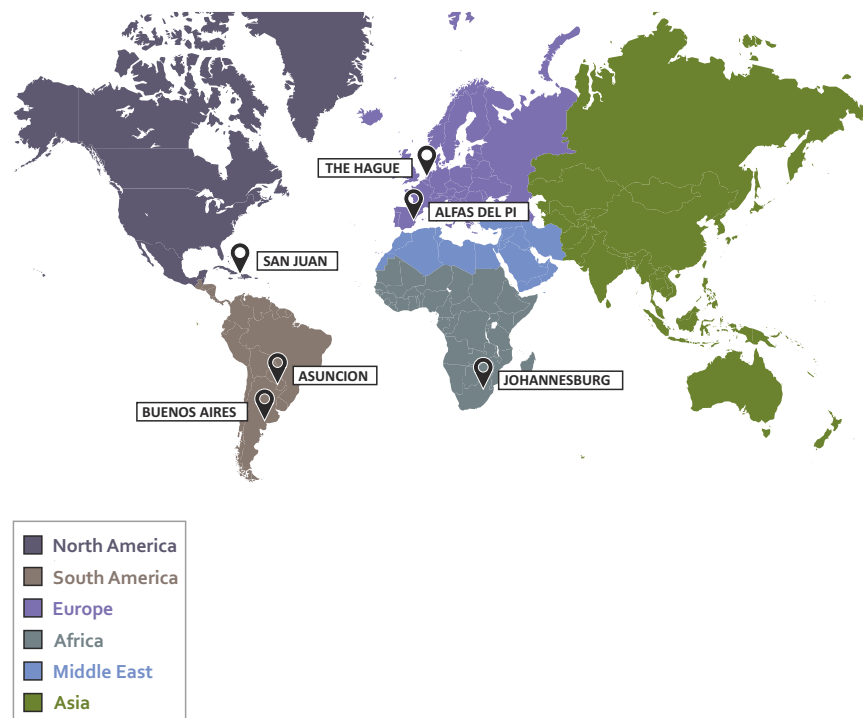 THE HAGUE
ALFAS DEL PI
SAN JUAN
ASUNCION
JOHANNESBURG
BUENOS AIRES
North America
South America
Europe
Africa
Middle East
Asia